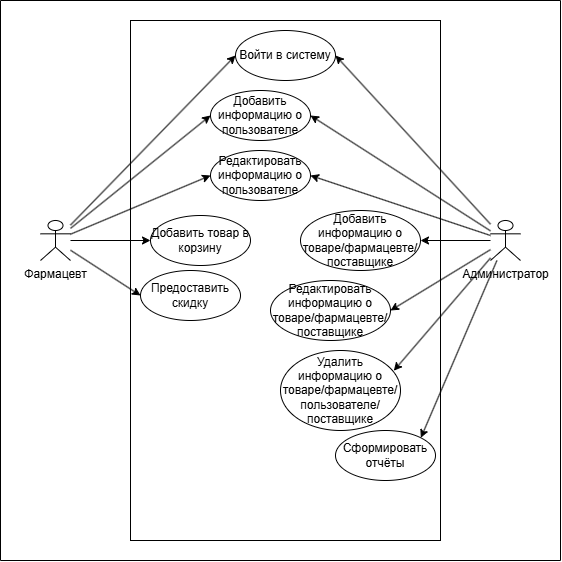 Войти в систему
Добавить
информацию о
пользователе
Редактировать
информацию о
пользователе
Добавить товар в
корзину
Добавить
информацию о
товаре/фармацевте/
поставщике
Фармацевт
Администратор
Предоставить
скидку
Редактировать
информацию о
товаре/фармацевте/
поставщике
Удалить
информацию о
товаре/фармацевте/
пользователе/
поставщике
Сформировать
отчёты